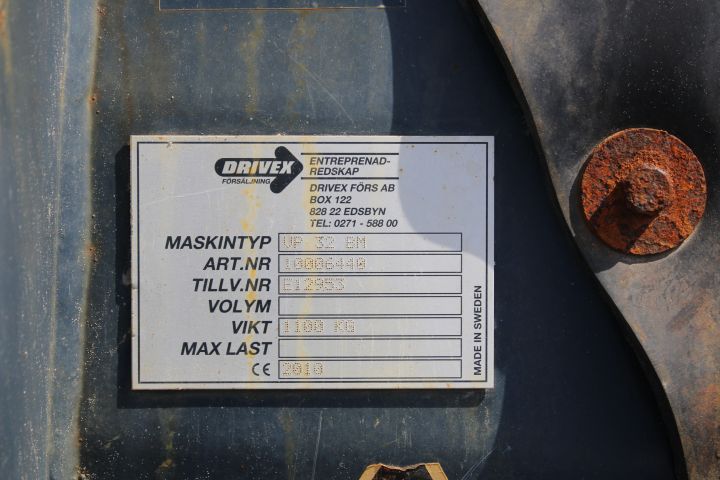 DRIVEX
FÖRSÄLJNING
ENTREPRENAD-
REDSKAP
DRIVEX FÖRS AB
BOX 122
828 22 EDSBYN
TEL: 0271 - 588 00
MASKINTYP VP 32 BM
ART.NR 10006440
TILLV.NR E12953
VOLYM
VIKT 1100 KG
MAX LAST
CE 2010
MADE IN SWEDEN